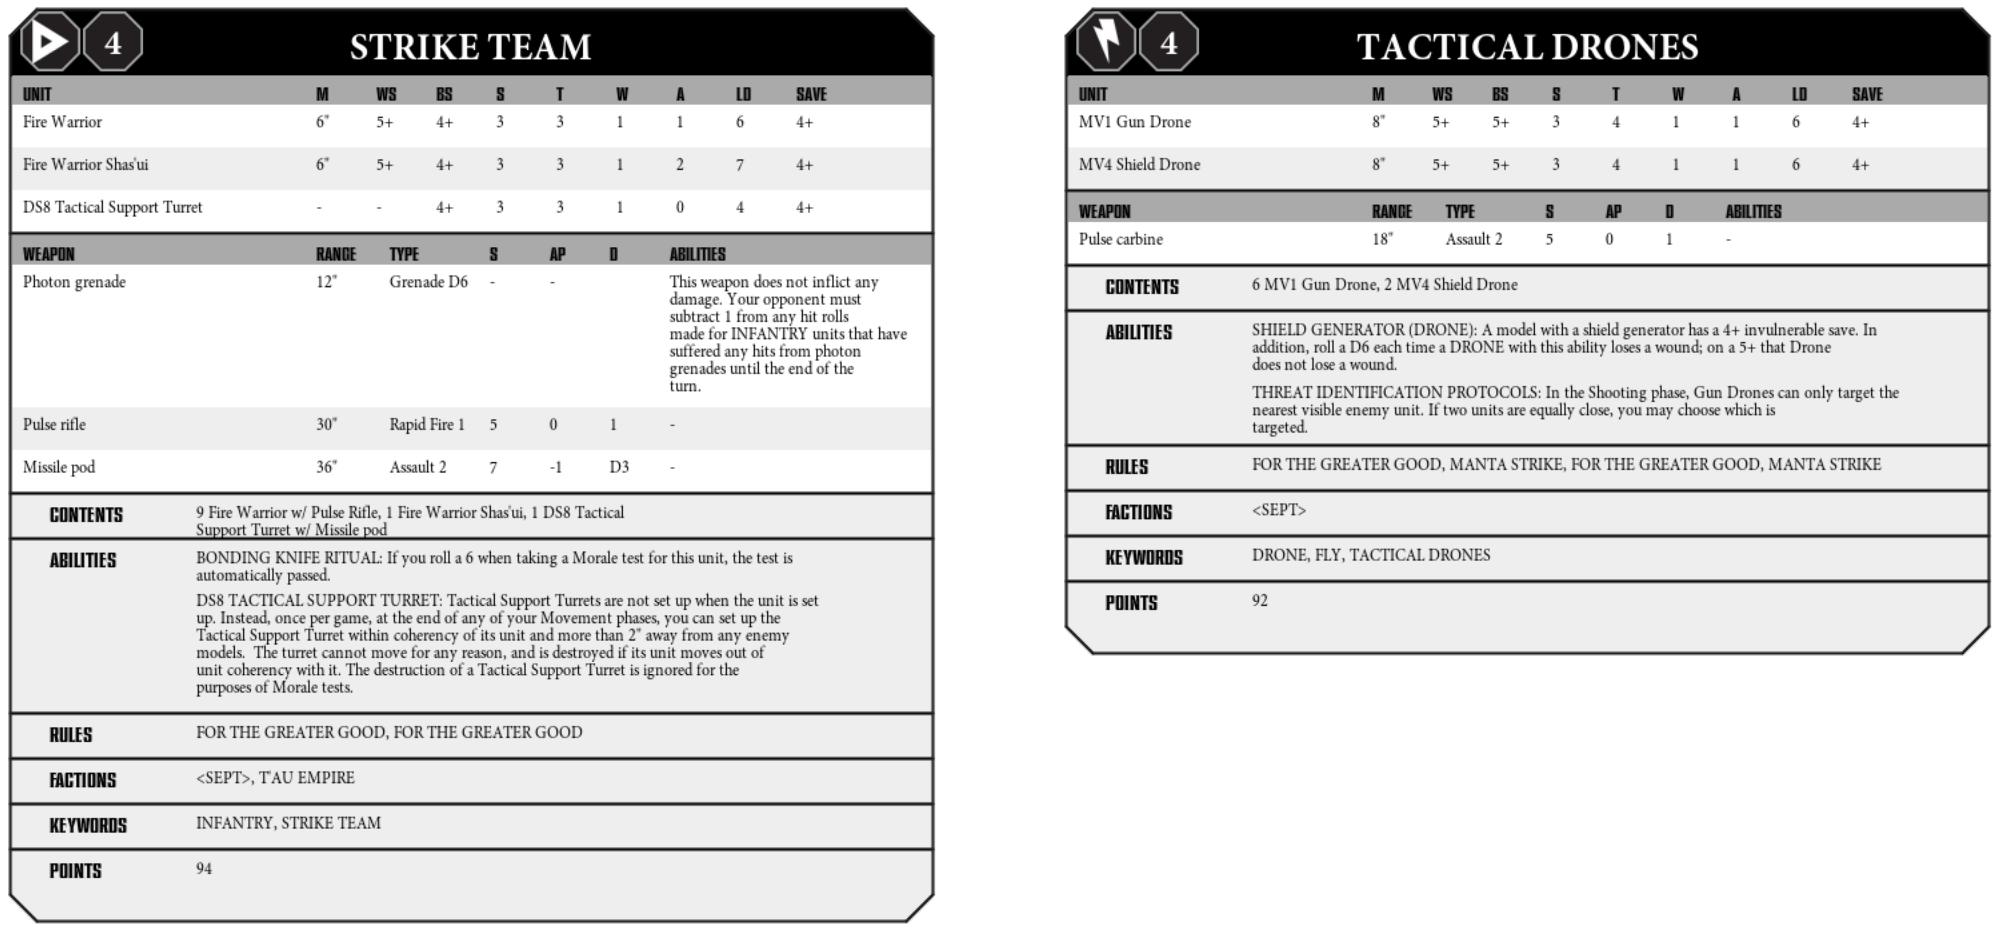 4
STRIKE TEAM
UNIT M WS BS S T W A LD SAVE
Fire Warrior 6" 5+ 4+ 3 3 1 1 6 4+
Fire Warrior Shas'ui 6" 5+ 4+ 3 3 1 2 7 4+
DS8 Tactical Support Turret - - 4+ 3 3 1 0 4 4+
WEAPON RANGE TYPE S AP D ABILITIES
Photon grenade 12" Grenade D6 - - This weapon does not inflict any
damage. Your opponent must
subtract 1 from any hit rolls
made for INFANTRY units that have
suffered any hits from photon
grenades until the end of the
turn.
Pulse rifle 30" Rapid Fire 1 5 0 1 -
Missile pod 36" Assault 2 7 -1 D3 -
CONTENTS 9 Fire Warrior w/ Pulse Rifle, 1 Fire Warrior Shas'ui, 1 DS8 Tactical
Support Turret w/ Missile pod
ABILITIES BONDING KNIFE RITUAL: If you roll a 6 when taking a Morale test for this unit, the test is
automatically passed.
DS8 TACTICAL SUPPORT TURRET: Tactical Support Turrets are not set up when the unit is set
up. Instead, once per game, at the end of any of your Movement phases, you can set up the
Tactical Support Turret within coherency of its unit and more than 2" away from any enemy
models. The turret cannot move for any reason, and is destroyed if its unit moves out of
unit coherency with it. The destruction of a Tactical Support Turret is ignored for the
purposes of Morale tests.
RULES FOR THE GREATER GOOD, FOR THE GREATER GOOD
FACTIONS <SEPT>, T'AU EMPIRE
KEYWORDS INFANTRY, STRIKE TEAM
POINTS 94
4
TACTICAL DRONES
UNIT M WS BS S T W A LD SAVE
MV1 Gun Drone 8" 5+ 5+ 3 4 1 1 6 4+
MV4 Shield Drone 8" 5+ 5+ 3 4 1 1 6 4+
WEAPON RANGE TYPE S AP D ABILITIES
Pulse carbine 18" Assault 2 5 0 1 -
CONTENTS 6 MV1 Gun Drone, 2 MV4 Shield Drone
ABILITIES SHIELD GENERATOR (DRONE): A model with a shield generator has a 4+ invulnerable save. In
addition, roll a D6 each time a DRONE with this ability loses a wound; on a 5+ that Drone
does not lose a wound.
THREAT IDENTIFICATION PROTOCOLS: In the Shooting phase, Gun Drones can only target the
nearest visible enemy unit. If two units are equally close, you may choose which is
targeted.
RULES FOR THE GREATER GOOD, MANTA STRIKE, FOR THE GREATER GOOD, MANTA STRIKE
FACTIONS <SEPT>
KEYWORDS DRONE, FLY, TACTICAL DRONES
POINTS 92